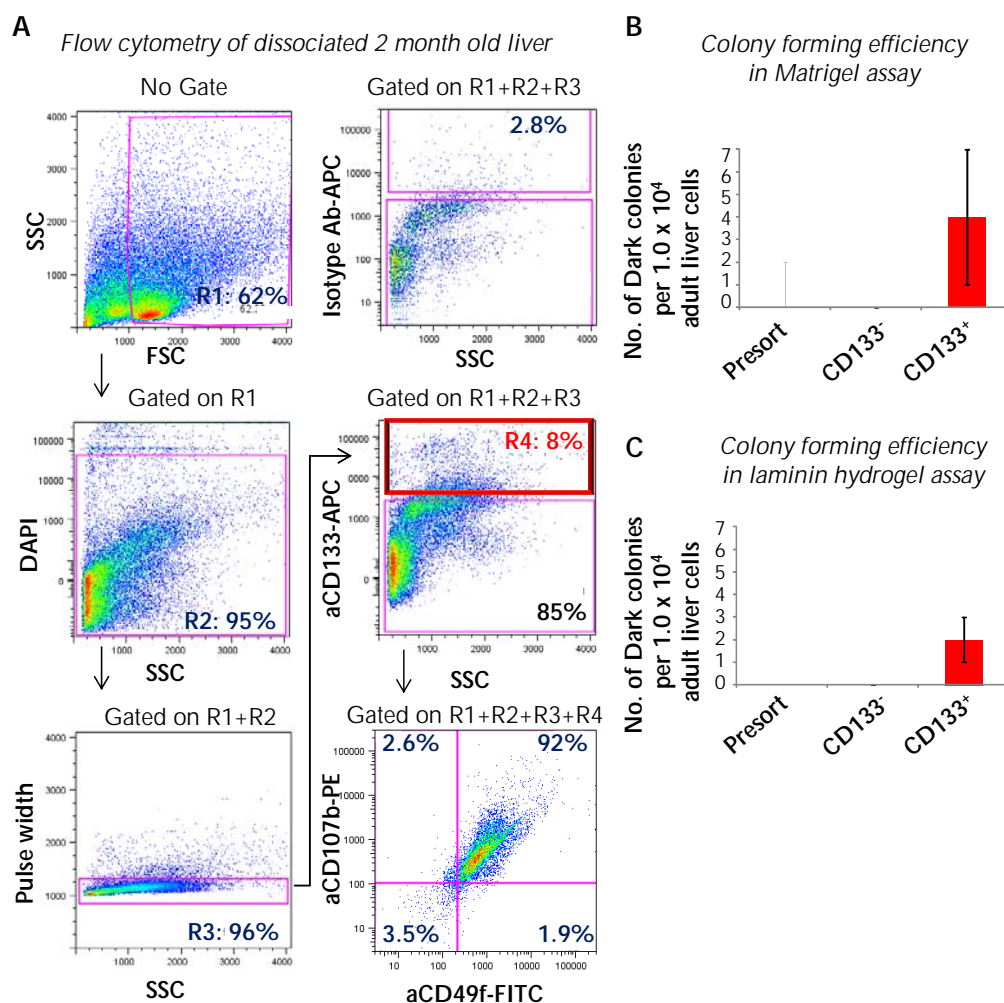 A
Flow cytometry of dissociated 2 month old liver
No Gate
4000
3000
2000
1000
SSC
R1: 62%
62.:
1000 2000 3000 4000
FSC
Gated on R1+R2+R3
2.8%
100000
10000
1000
100
10
Isotype Ab-APC
1000 2000 3000 4000
SSC
Gated on R1
100000
10000
1000
0
DAPI
R2: 95%
1000 2000 3000 4000
SSC
Gated on R1+R2+R3
R4: 8%
100000
0000
1000
0
aCD133-APC
85%
1000 2000 3000 4000
SSC
Gated on R1+R2
4000
3000
2000
1000
Pulse width
R3: 96%
1000 2000 3000 4000
SSC
Gated on R1+R2+R3+R4
2.6% 92%
100000
10000
1000
100
10
aCD107b-PE
3.5% 1.9%
10 100 1000 10000 100000
aCD49f-FITC
B
Colony forming efficiency
in Matrigel assay
No. of Dark colonies
per 1.0 x 10⁴
adult liver cells
7
6
5
4
3
2
1
0
Presort CD133⁻ CD133⁺
C
Colony forming efficiency
in laminin hydrogel assay
No. of Dark colonies
per 1.0 x 10⁴
adult liver cells
7
6
5
4
3
2
1
0
Presort CD133⁻ CD133⁺